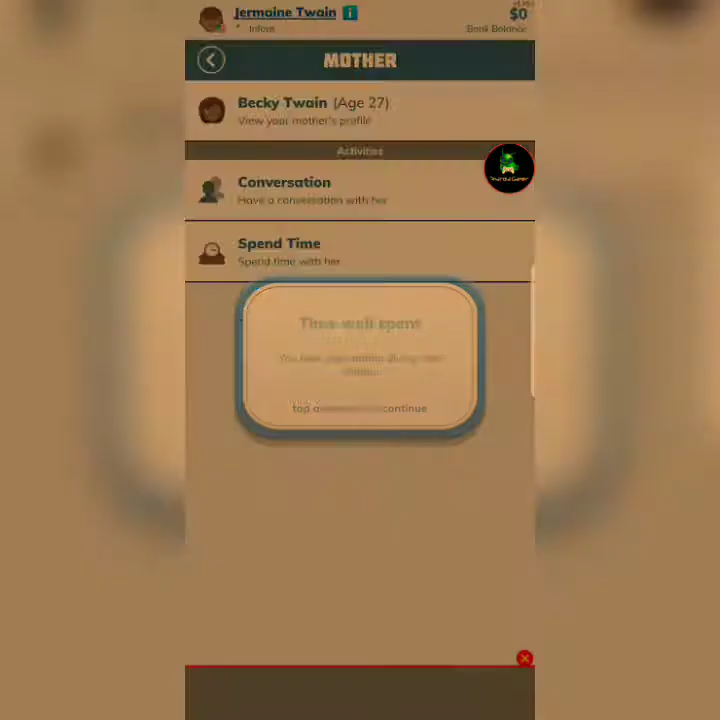 Jermaine Twain i
Infant
$0
Bank Balance
MOTHER
Becky Twain (Age 27)
View your mother's profile
Activities
Conversation
Have a conversation with her
Spend Time
Spend time with her
Time well spent
tap continue